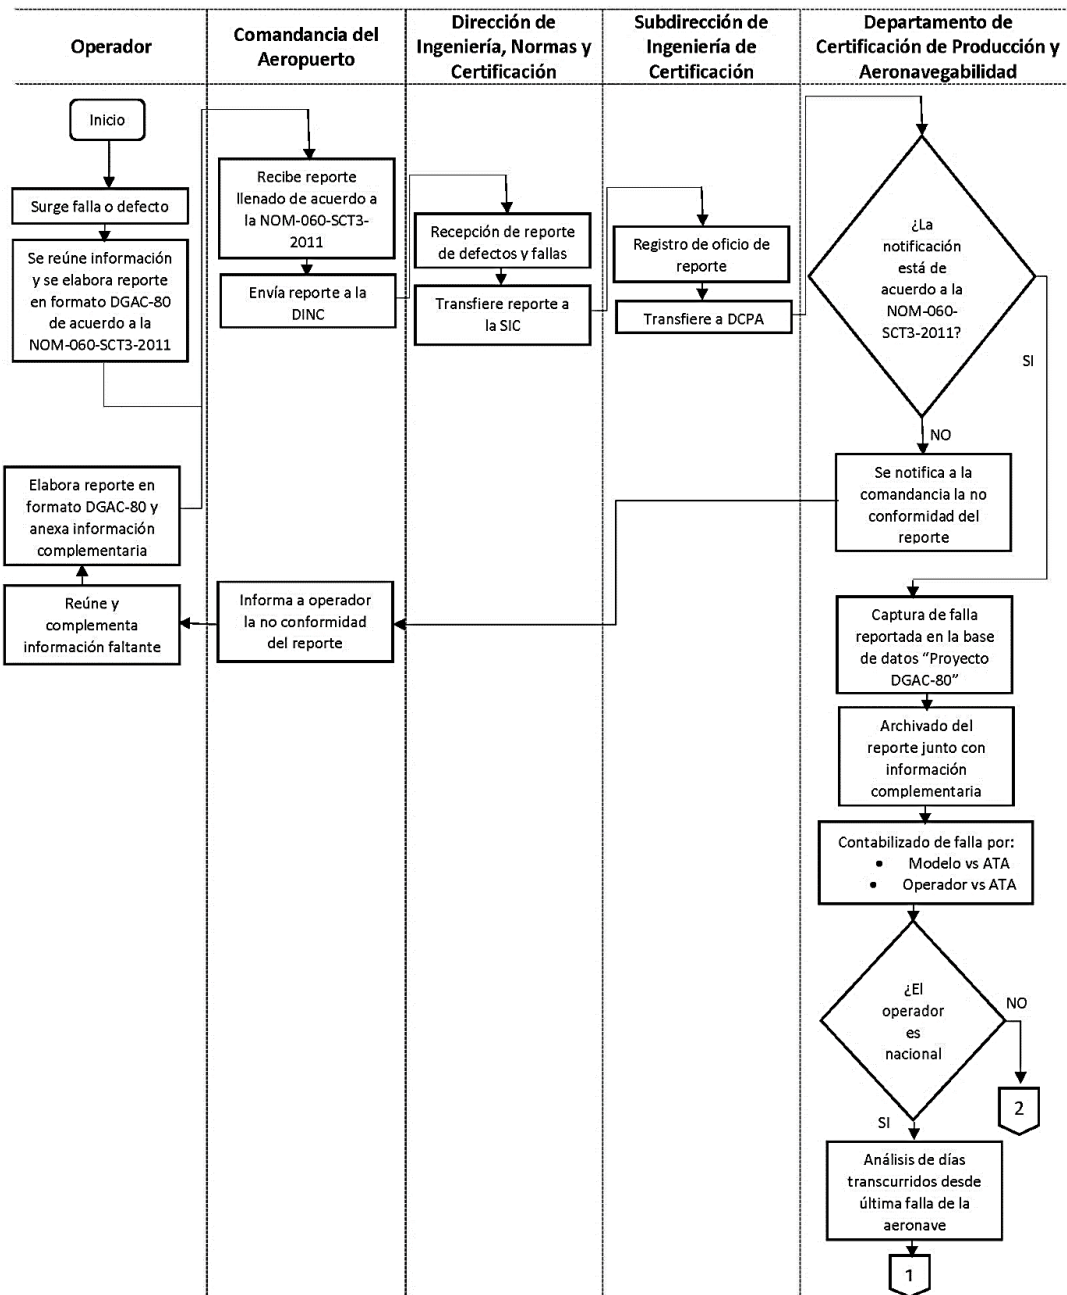 Operador
Comandancia del
Aeropuerto
Dirección de
Ingeniería, Normas y
Certificación
Subdirección de
Ingeniería de
Certificación
Departamento de
Certificación de Producción y
Aeronavegabilidad
Inicio
Surge falla o defecto
Se reúne información
y se elabora reporte
en formato DGAC-80
de acuerdo a la
NOM-060-SCT3-2011
Recibe reporte
llenado de acuerdo a
la NOM-060-SCT3-
2011
Envía reporte a la
DINC
Recepción de reporte
de defectos y fallas
Transfiere reporte a
la SIC
Registro de oficio de
reporte
Transfiere a DCPA
¿La
notificación
está de
acuerdo a la
NOM-060-
SCT3-2011?
SI
NO
Se notifica a la
comandancia la no
conformidad del
reporte
Informa a operador
la no conformidad
del reporte
Reúne y
complementa
información faltante
Elabora reporte en
formato DGAC-80 y
anexa información
complementaria
Captura de falla
reportada en la base
de datos “Proyecto
DGAC-80”
Archivado del
reporte junto con
información
complementaria
Contabilizado de falla por:
• Modelo vs ATA
• Operador vs ATA
¿El
operador
es
nacional
NO
2
SI
Análisis de días
transcurridos desde
última falla de la
aeronave
1